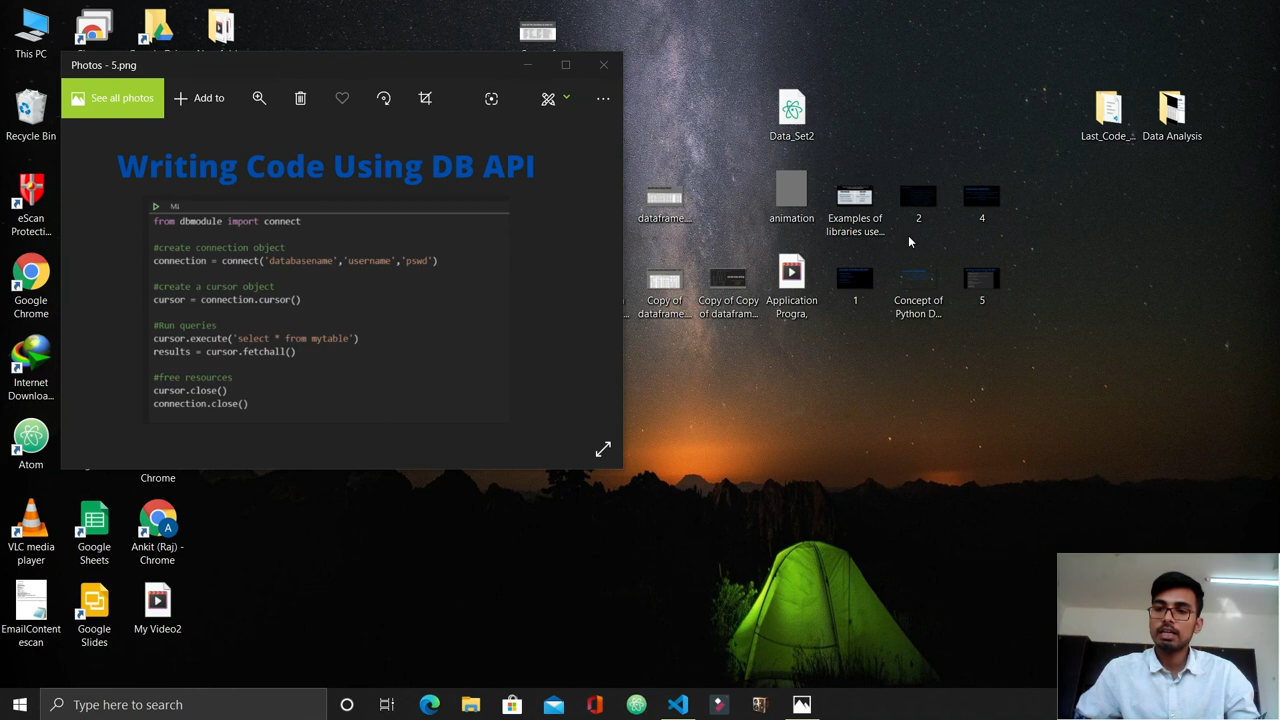 This PC
Recycle Bin
eScan
Protecti...
Google
Chrome
Internet
Downloa...
Atom
VLC media
player
EmailContent
escan
Google
Sheets
Google
Slides
Chrome
Ankit (Raj) -
Chrome
My Video2
Photos - 5.png
See all photos
Add to
Writing Code Using DB API
from dbmodule import connect
#create connection object
connection = connect('databasename','username','pswd')
#create a cursor object
cursor = connection.cursor()
#Run queries
cursor.execute('select * from mytable')
results = cursor.fetchall()
#free resources
cursor.close()
connection.close()
dataframe....
Copy of
dataframe...
Copy of Copy
of datafram...
Data_Set2
animation
Application
Progra,
Examples of
libraries use...
1
2
Concept of
Python D...
4
5
Last_Code_...
Data Analysis
Type here to search